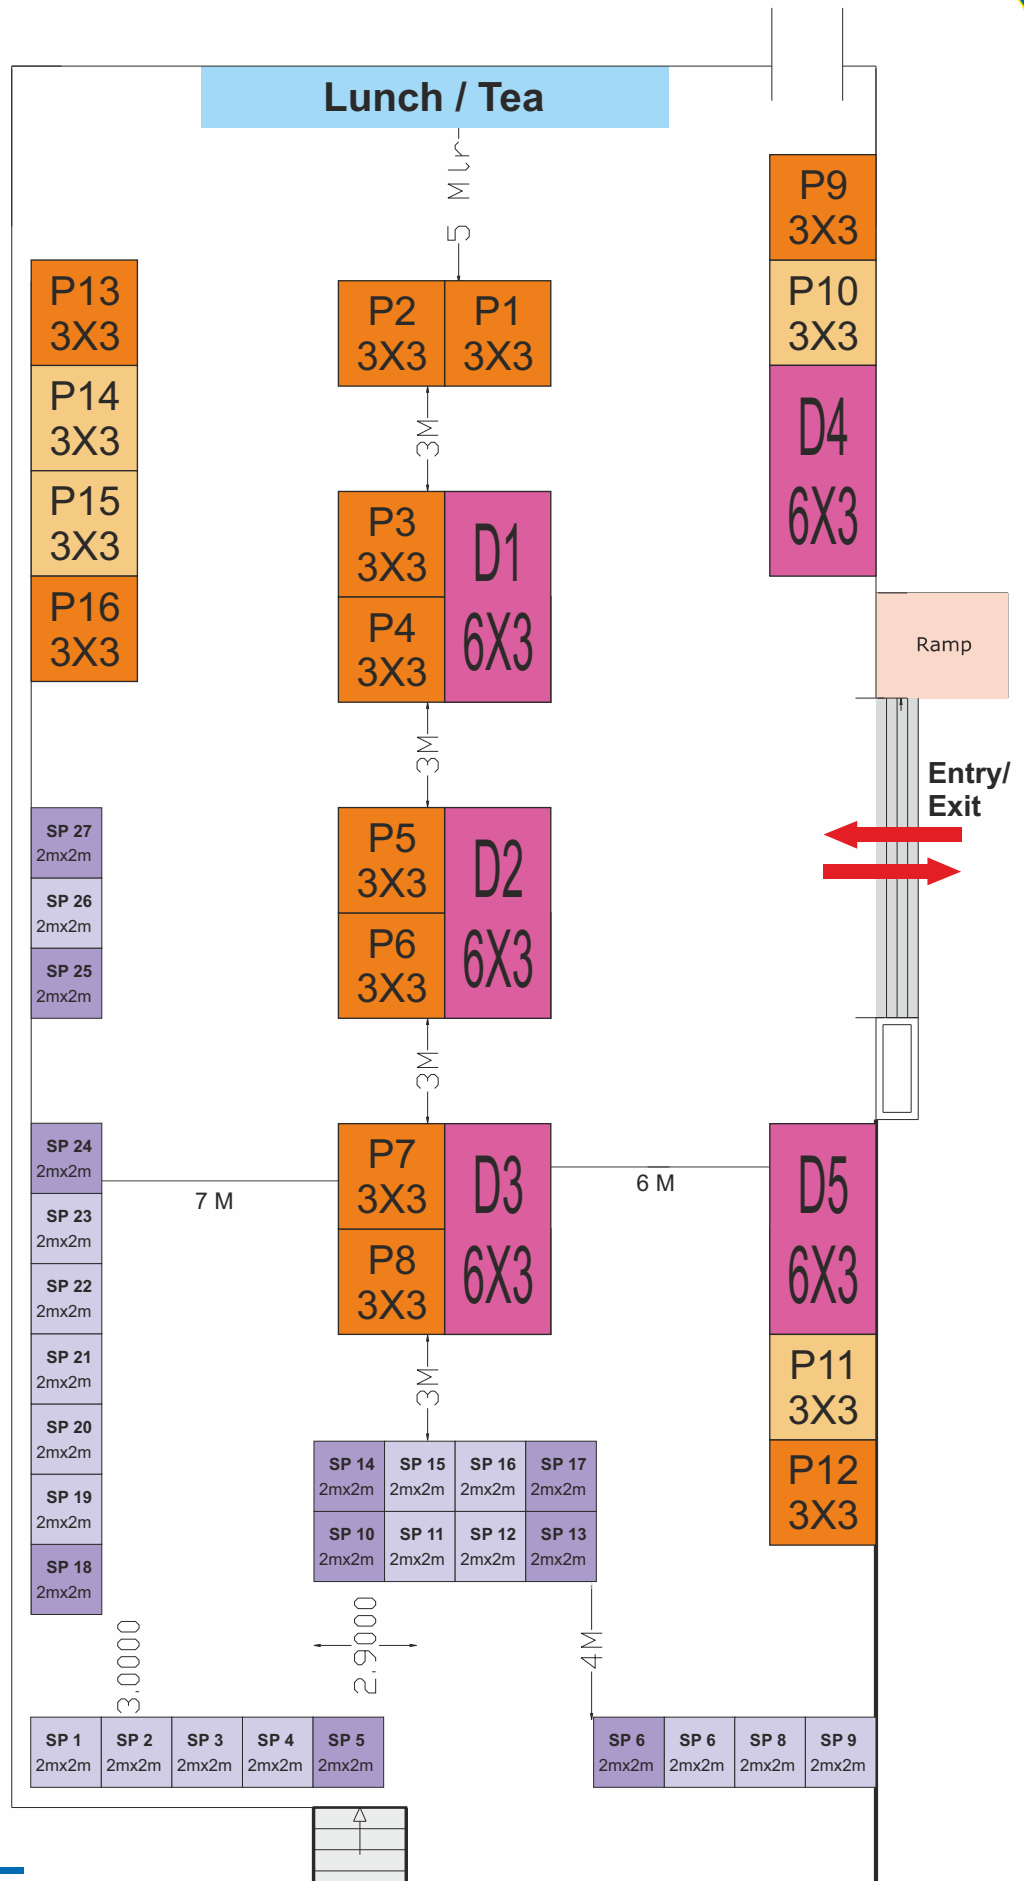 Lunch / Tea
5 Mtr
P9
3X3
P10
3X3
D4
6X3
P13
3X3
P14
3X3
P15
3X3
P16
3X3
P2
3X3
P1
3X3
3M
P3
3X3
P4
3X3
D1
6X3
Ramp
3M
Entry/
Exit
SP 27
2mx2m
SP 26
2mx2m
SP 25
2mx2m
P5
3X3
P6
3X3
D2
6X3
3M
SP 24
2mx2m
SP 23
2mx2m
SP 22
2mx2m
SP 21
2mx2m
SP 20
2mx2m
SP 19
2mx2m
SP 18
2mx2m
7 M
P7
3X3
P8
3X3
D3
6X3
6 M
D5
6X3
P11
3X3
P12
3X3
3M
SP 14
2mx2m
SP 15
2mx2m
SP 16
2mx2m
SP 17
2mx2m
SP 10
2mx2m
SP 11
2mx2m
SP 12
2mx2m
SP 13
2mx2m
3.0000
2.9000
4M
SP 1
2mx2m
SP 2
2mx2m
SP 3
2mx2m
SP 4
2mx2m
SP 5
2mx2m
SP 6
2mx2m
SP 6
2mx2m
SP 8
2mx2m
SP 9
2mx2m